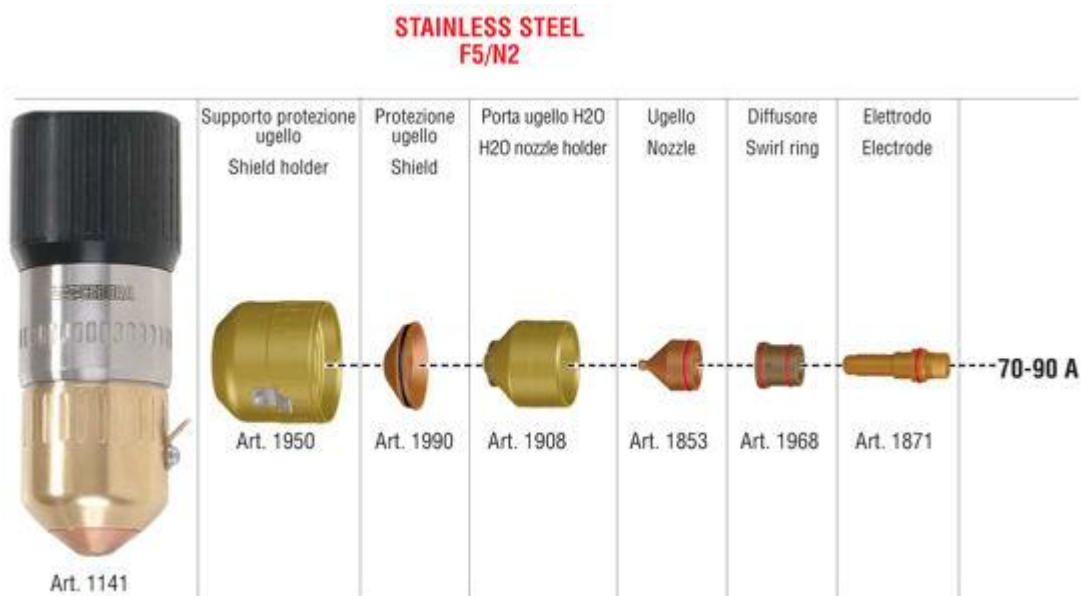 STAINLESS STEEL
F5/N2
Supporto protezione
ugello
Shield holder
Protezione
ugello
Shield
Porta ugello H2O
H2O nozzle holder
Ugello
Nozzle
Diffusore
Swirl ring
Elettrodo
Electrode
70-90 A
Art. 1950
Art. 1990
Art. 1908
Art. 1853
Art. 1968
Art. 1871
Art. 1141